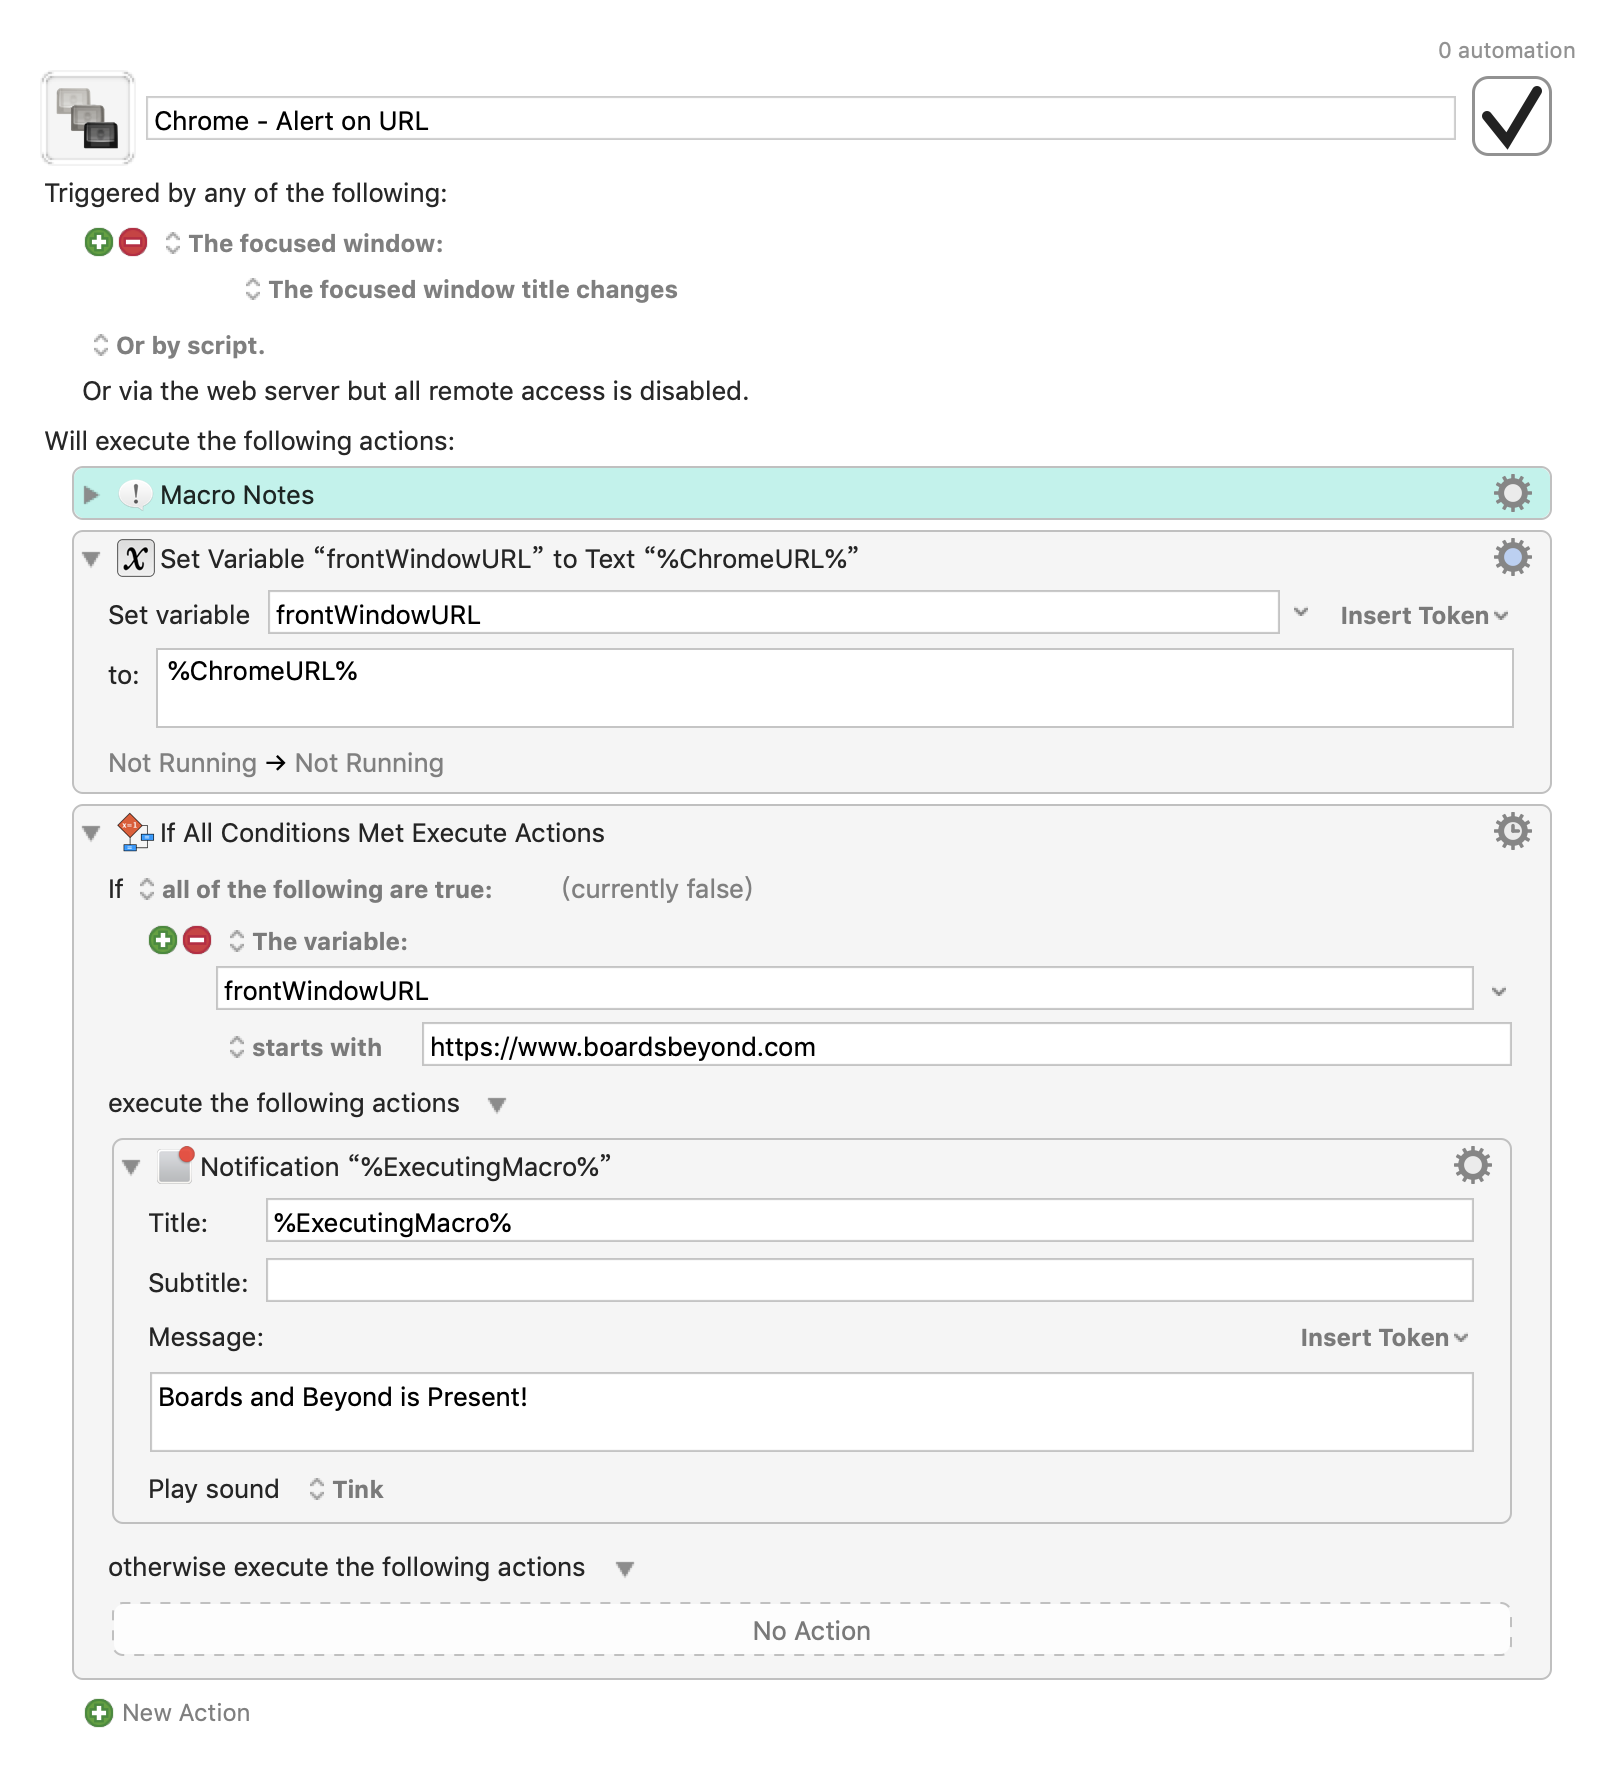 0 automation
Chrome - Alert on URL
Triggered by any of the following:
The focused window:
The focused window title changes
Or by script.
Or via the web server but all remote access is disabled.
Will execute the following actions:
Macro Notes
Set Variable “frontWindowURL” to Text “%ChromeURL%”
Set variable frontWindowURL Insert Token
to: %ChromeURL%
Not Running → Not Running
If All Conditions Met Execute Actions
If all of the following are true: (currently false)
The variable:
frontWindowURL
starts with https://www.boardsbeyond.com
execute the following actions
Notification “%ExecutingMacro%”
Title: %ExecutingMacro%
Subtitle:
Message: Insert Token
Boards and Beyond is Present!
Play sound Tink
otherwise execute the following actions
No Action
New Action